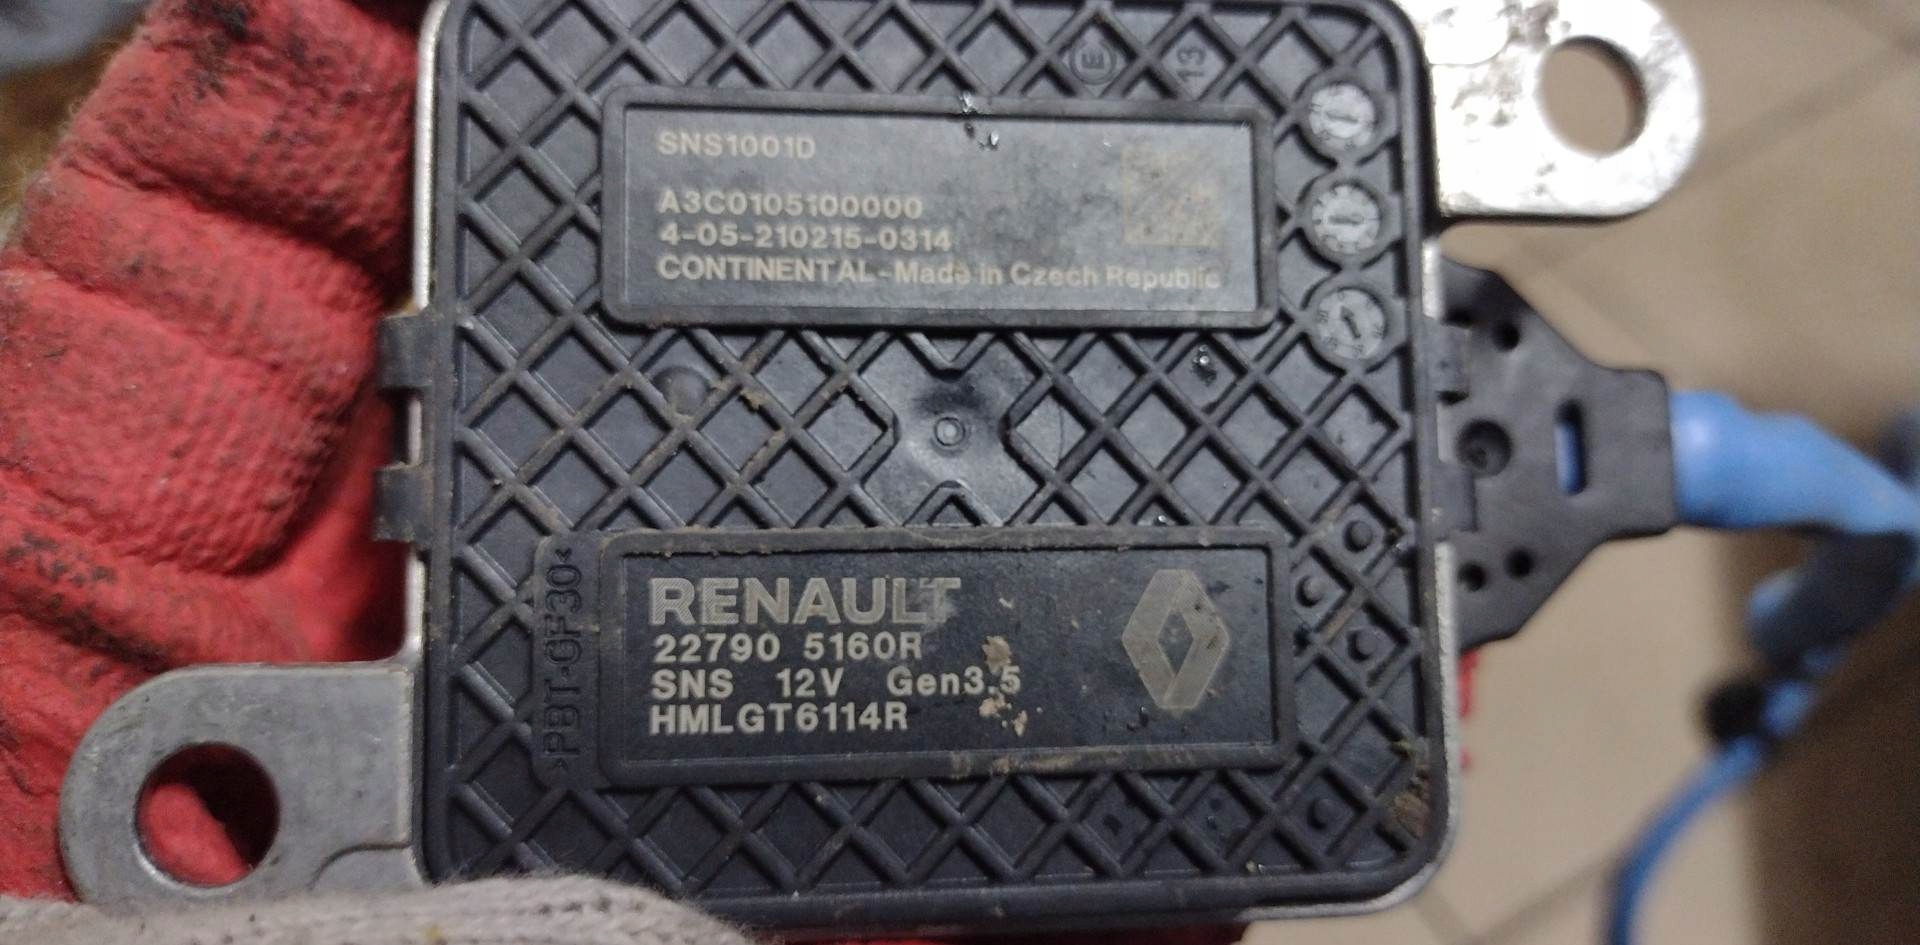 E 13
SNS1001D
A3C0105100000
4-05-210215-0314
CONTINENTAL-Made in Czech Republic
>PBT-GF30<
RENAULT
22790 5160R
SNS 12V Gen3.5
HMLGT6114R